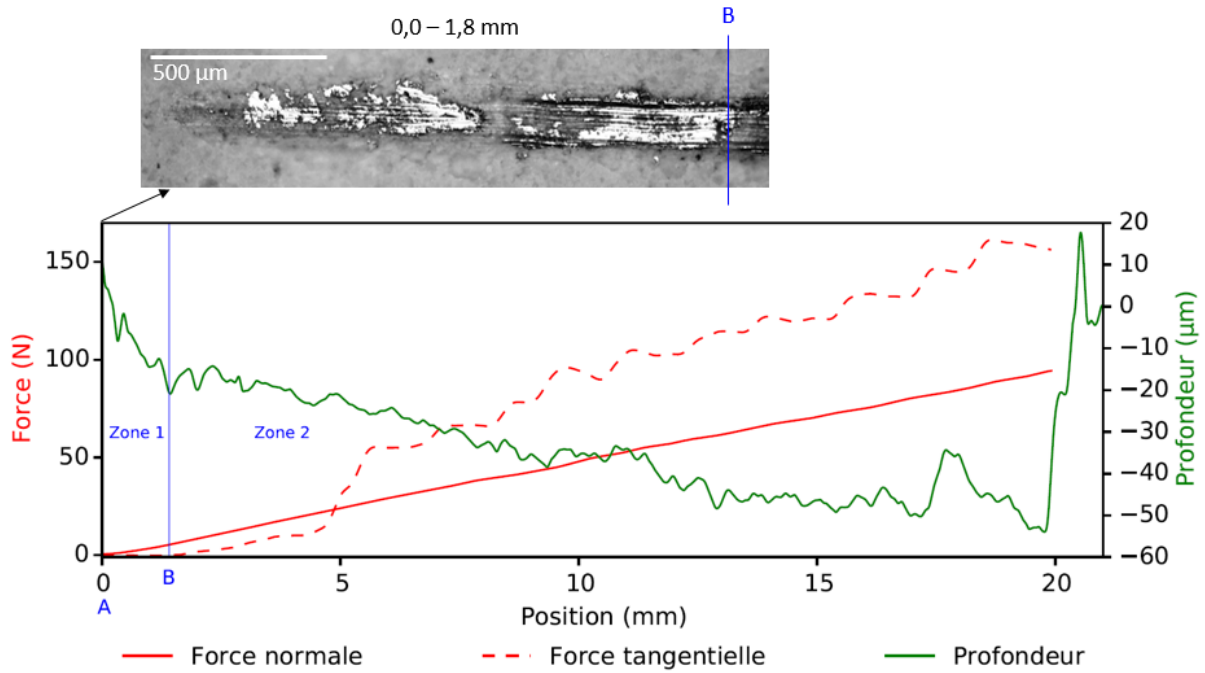 0,0 – 1,8 mm
B
500 µm
150
100
50
0
Force (N)
20
10
0
−10
−20
−30
−40
−50
−60
Profondeur (µm)
Zone 1
Zone 2
0
5
10
15
20
A
B
Position (mm)
Force normale
Force tangentielle
Profondeur